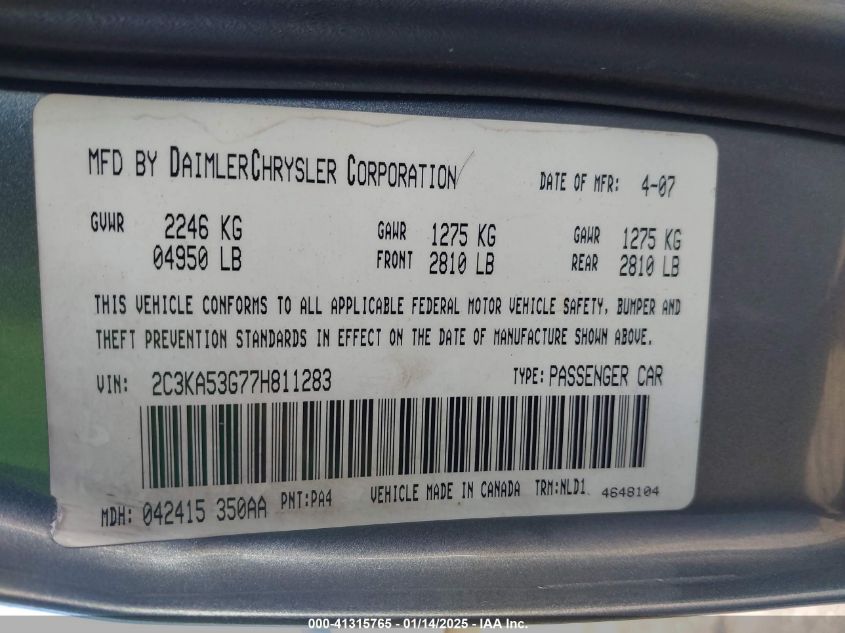 MFD BY DAIMLERCHRYSLER CORPORATION DATE OF MFR: 4-07
GVWR 2246 KG GAWR 1275 KG GAWR 1275 KG
04950 LB FRONT 2810 LB REAR 2810 LB
THIS VEHICLE CONFORMS TO ALL APPLICABLE FEDERAL MOTOR VEHICLE SAFETY, BUMPER AND
THEFT PREVENTION STANDARDS IN EFFECT ON THE DATE OF MANUFACTURE SHOWN ABOVE.
VIN: 2C3KA53G77H811283 TYPE: PASSENGER CAR
MDH: 042415 350AA PNT:PA4 VEHICLE MADE IN CANADA TRM:NLD1 4648104
000-41315765 - 01/14/2025 - IAA Inc.